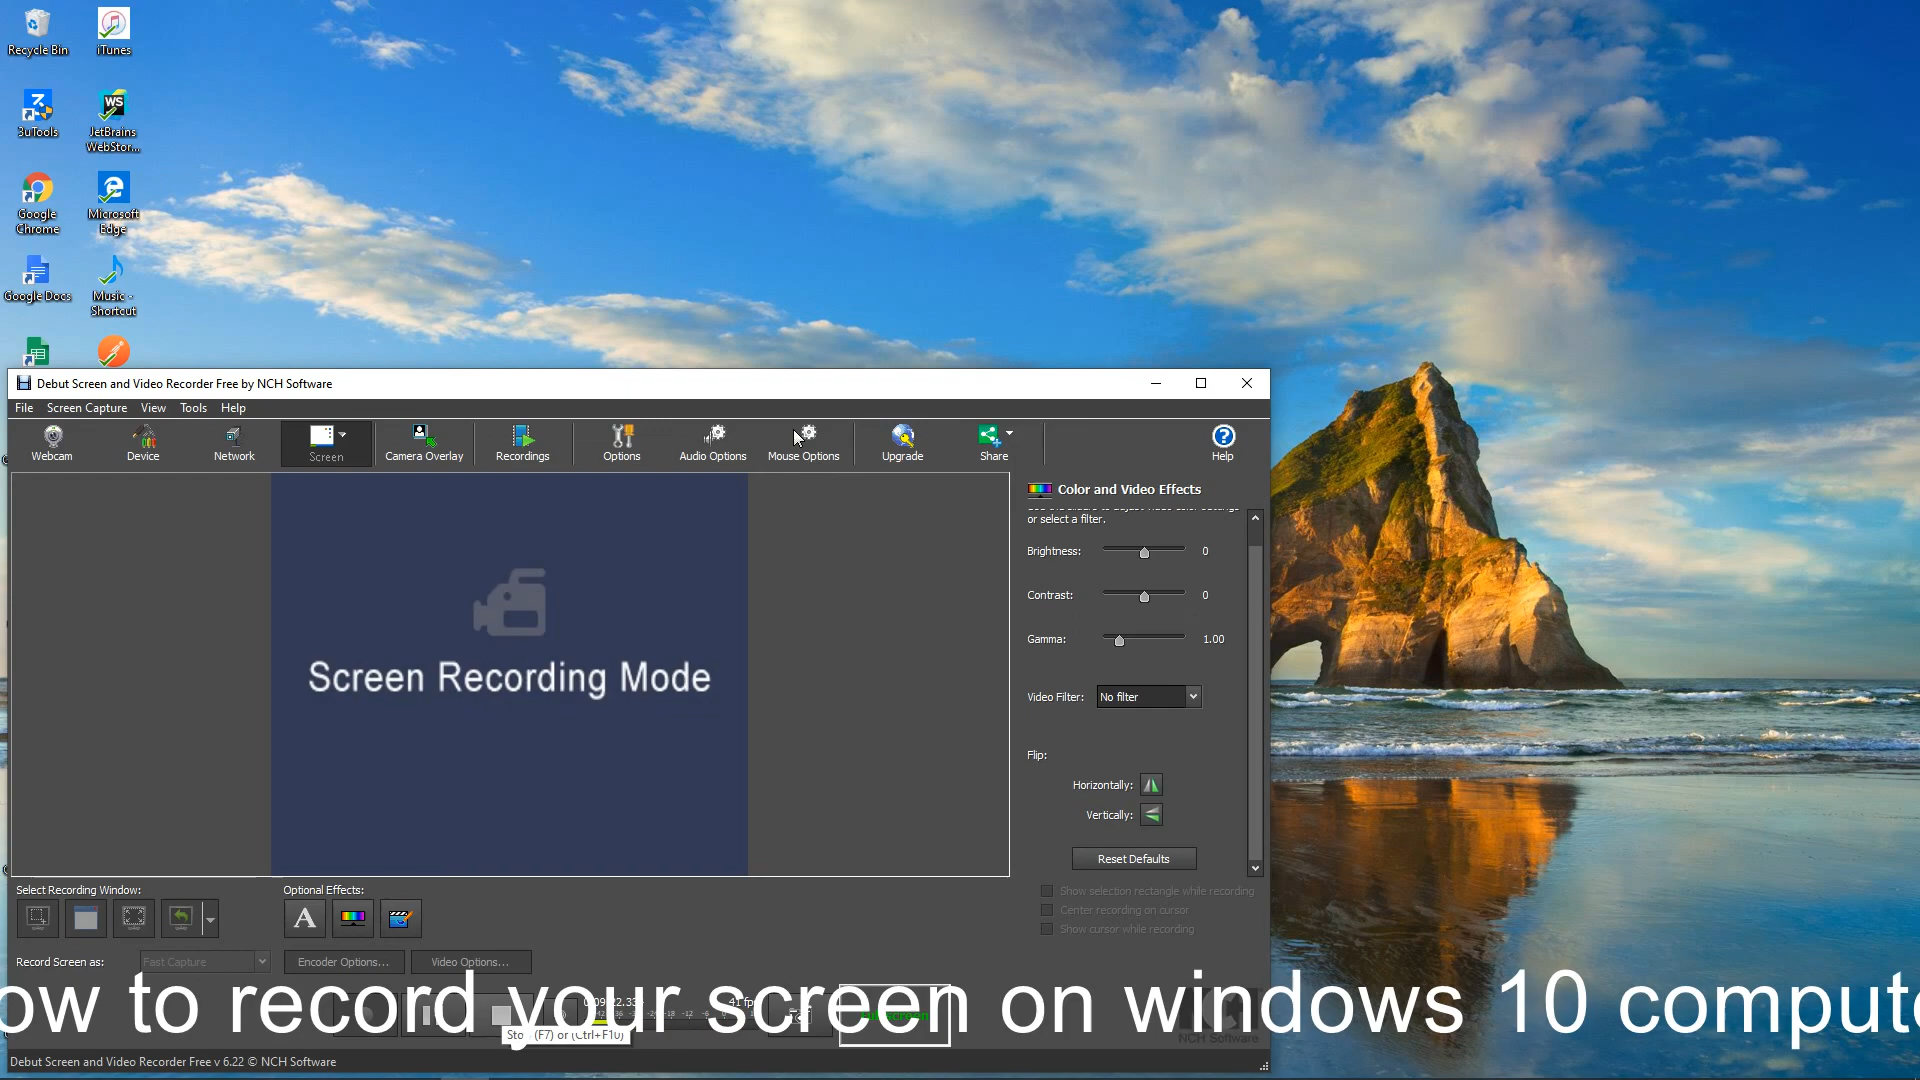 Recycle Bin
iTunes
3uTools
JetBrains
WebStor...
Google
Chrome
Microsoft
Edge
Google Docs
Music -
Shortcut
Debut Screen and Video Recorder Free by NCH Software
File Screen Capture View Tools Help
Webcam
Device
Network
Screen
Camera Overlay
Recordings
Options
Audio Options
Mouse Options
Upgrade
Share
Help
Screen Recording Mode
Color and Video Effects
or select a filter.
Brightness: 0
Contrast: 0
Gamma: 1.00
Video Filter: No filter
Flip:
Horizontally:
Vertically:
Reset Defaults
Show selection rectangle while recording
Center recording on cursor
Show cursor while recording
Select Recording Window:
Optional Effects:
Record Screen as: Fast Capture
Encoder Options...
Video Options...
ow to record your screen on windows 10 compute
(F7) or (Ctrl+F10)
NCH Software
Debut Screen and Video Recorder Free v 6.22 © NCH Software